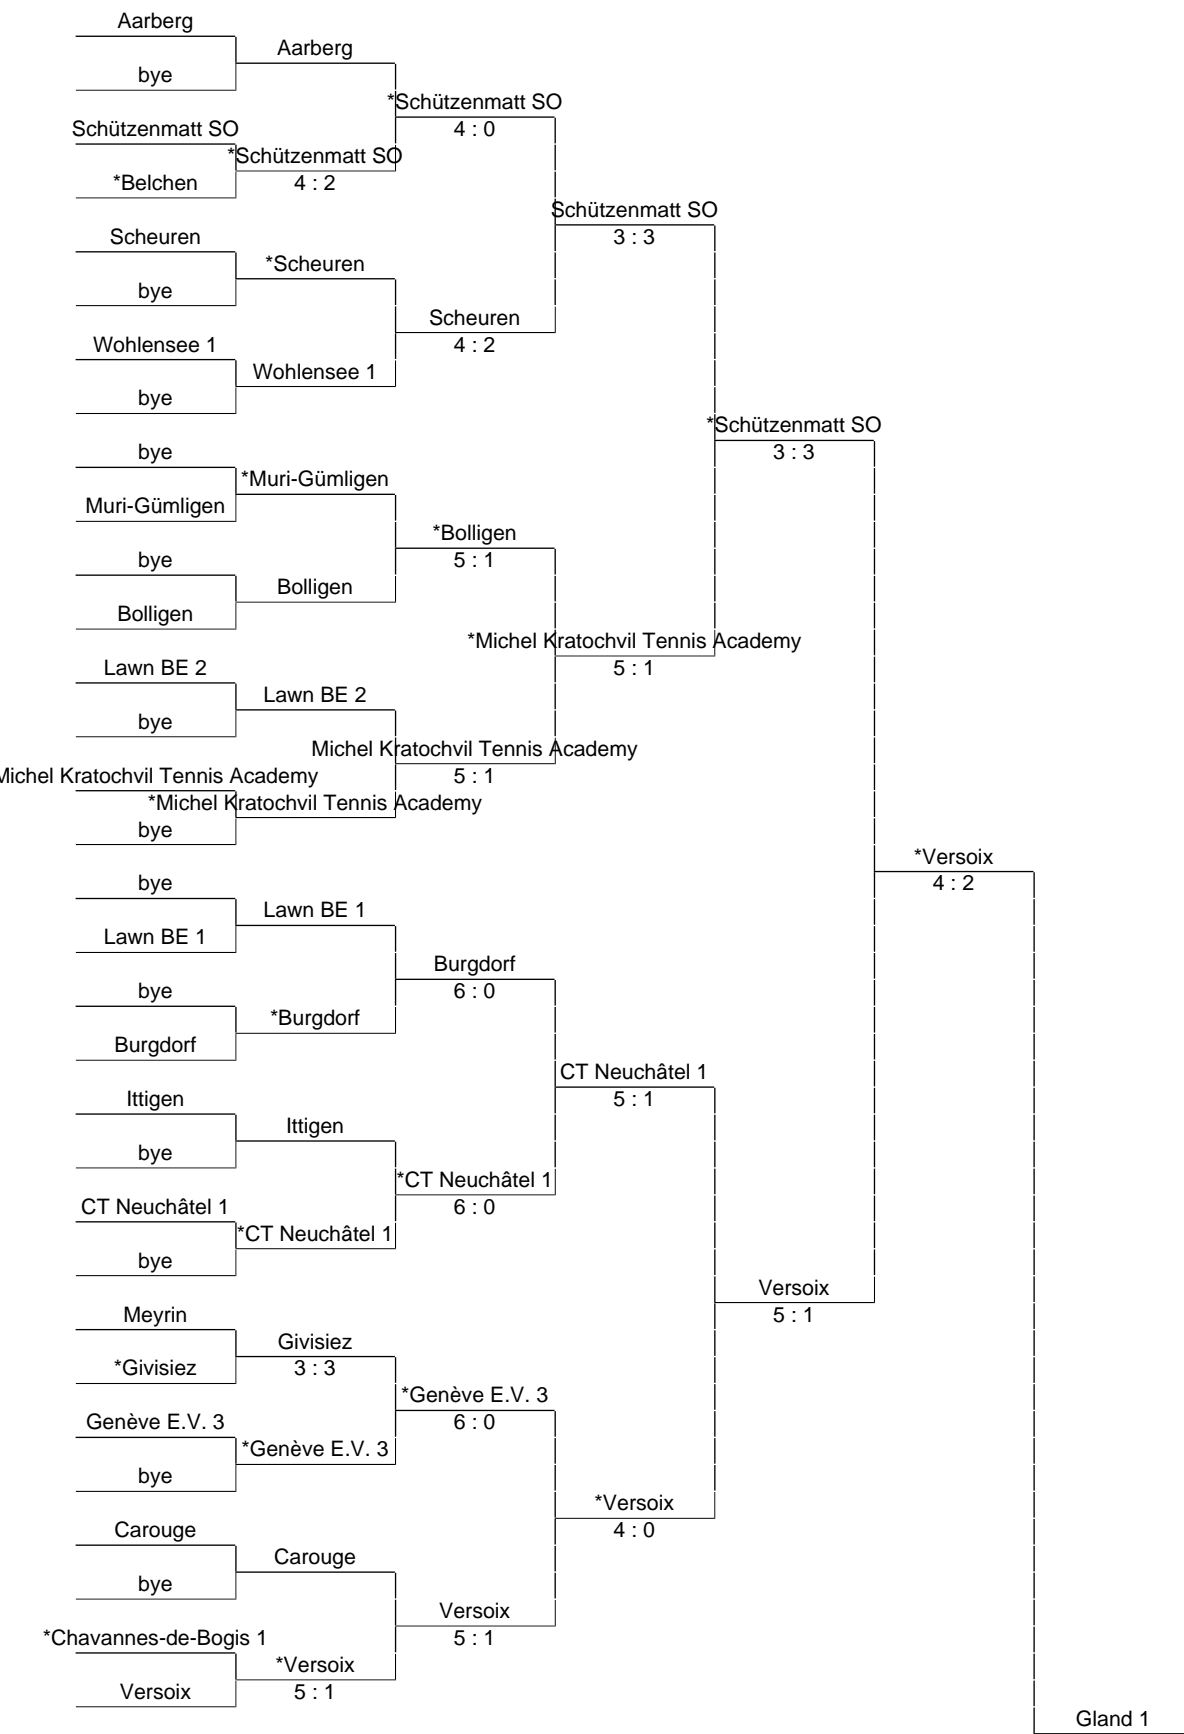 Aarberg
Aarberg
bye
*Schützenmatt SO
4 : 0
Schützenmatt SO
*Schützenmatt SO
4 : 2
*Belchen
Schützenmatt SO
3 : 3
Scheuren
*Scheuren
bye
Scheuren
4 : 2
Wohlensee 1
Wohlensee 1
bye
*Schützenmatt SO
3 : 3
bye
*Muri-Gümligen
Muri-Gümligen
*Bolligen
5 : 1
bye
Bolligen
Bolligen
*Michel Kratochvil Tennis Academy
5 : 1
Lawn BE 2
Lawn BE 2
bye
Michel Kratochvil Tennis Academy
5 : 1
Michel Kratochvil Tennis Academy
*Michel Kratochvil Tennis Academy
bye
*Versoix
4 : 2
bye
Lawn BE 1
Lawn BE 1
Burgdorf
6 : 0
bye
*Burgdorf
Burgdorf
CT Neuchâtel 1
5 : 1
Ittigen
Ittigen
bye
*CT Neuchâtel 1
6 : 0
CT Neuchâtel 1
*CT Neuchâtel 1
bye
Versoix
5 : 1
Meyrin
Givisiez
3 : 3
*Givisiez
*Genève E.V. 3
6 : 0
Genève E.V. 3
*Genève E.V. 3
bye
*Versoix
4 : 0
Carouge
Carouge
bye
Versoix
5 : 1
*Chavannes-de-Bogis 1
*Versoix
5 : 1
Versoix
Gland 1